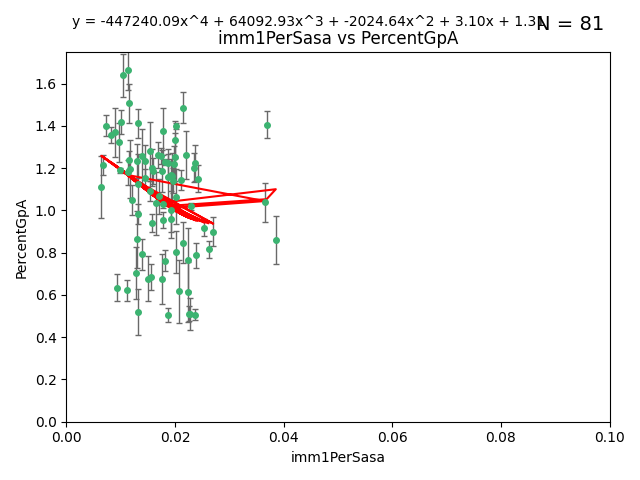 y = -447240.09x^4 + 64092.93x^3 + -2024.64x^2 + 3.10x + 1.31
N = 81
imm1PerSasa vs PercentGpA
PercentGpA
1.6
1.4
1.2
1.0
0.8
0.6
0.4
0.2
0.0
0.00 0.02 0.04 0.06 0.08 0.10
imm1PerSasa